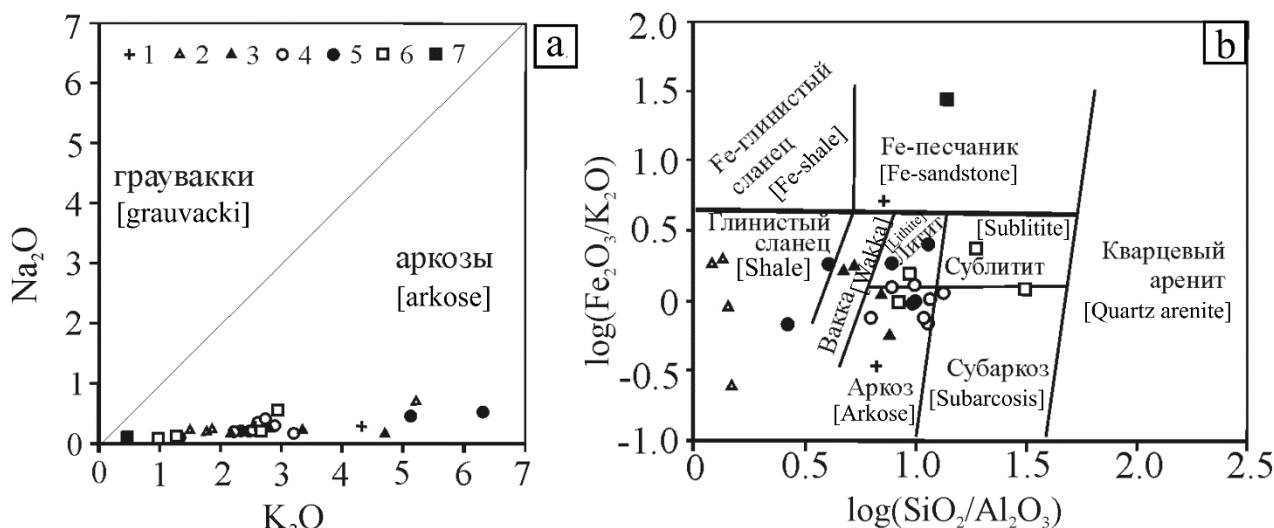 7
6
5
4
3
2
1
0
Na₂O
1 2 3 4 5 6 7
граувакки
[grauvacki]
аркозы
[arkose]
0 1 2 3 4 5 6 7
K₂O
a
b
2.0
1.5
1.0
0.5
0
-0.5
-1.0
log(Fe₂O₃/K₂O)
Fe-глинистый
сланец
[Fe-shale]
Fe-песчаник
[Fe-sandstone]
Глинистый
сланец
[Shale]
Вакка [Wakka]
[Lithite]
Литит
[Sublitite]
Сублитит
Кварцевый
аренит
[Quartz arenite]
Аркоз
[Arkose]
Субаркоз
[Subarcosis]
0 0.5 1.0 1.5 2.0 2.5
log(SiO₂/Al₂O₃)